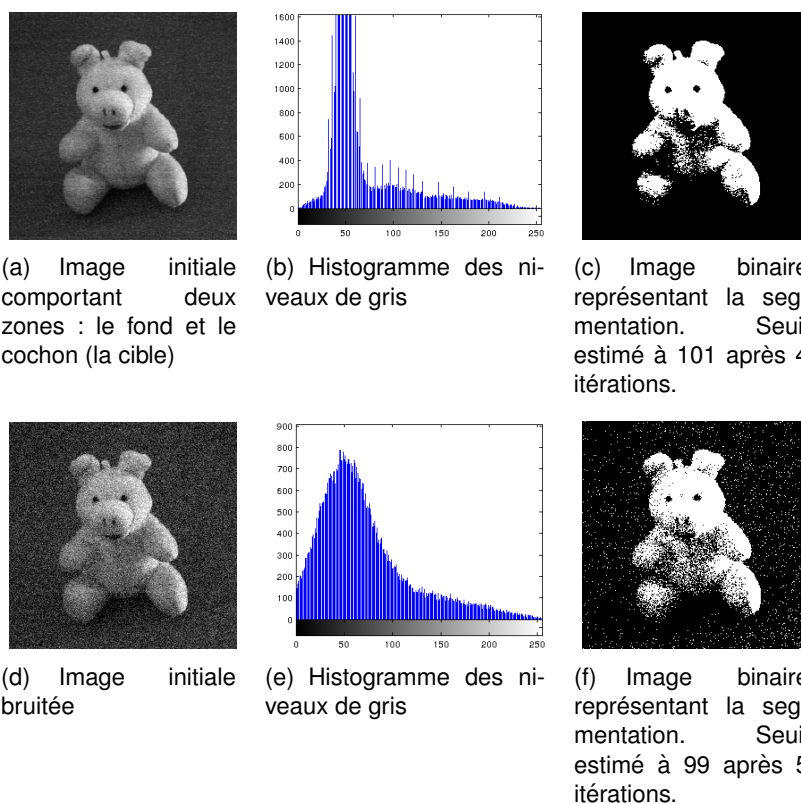 1600
1400
1200
1000
800
600
400
200
0
0 50 100 150 200 250
(a) Image initiale
comportant deux
zones : le fond et le
cochon (la cible)
(b) Histogramme des ni-
veaux de gris
(c) Image binaire
représentant la seg-
mentation. Seuil
estimé à 101 après 4
itérations.
900
800
700
600
500
400
300
200
100
0
0 50 100 150 200 250
(d) Image initiale
bruitée
(e) Histogramme des ni-
veaux de gris
(f) Image binaire
représentant la seg-
mentation. Seuil
estimé à 99 après 5
itérations.